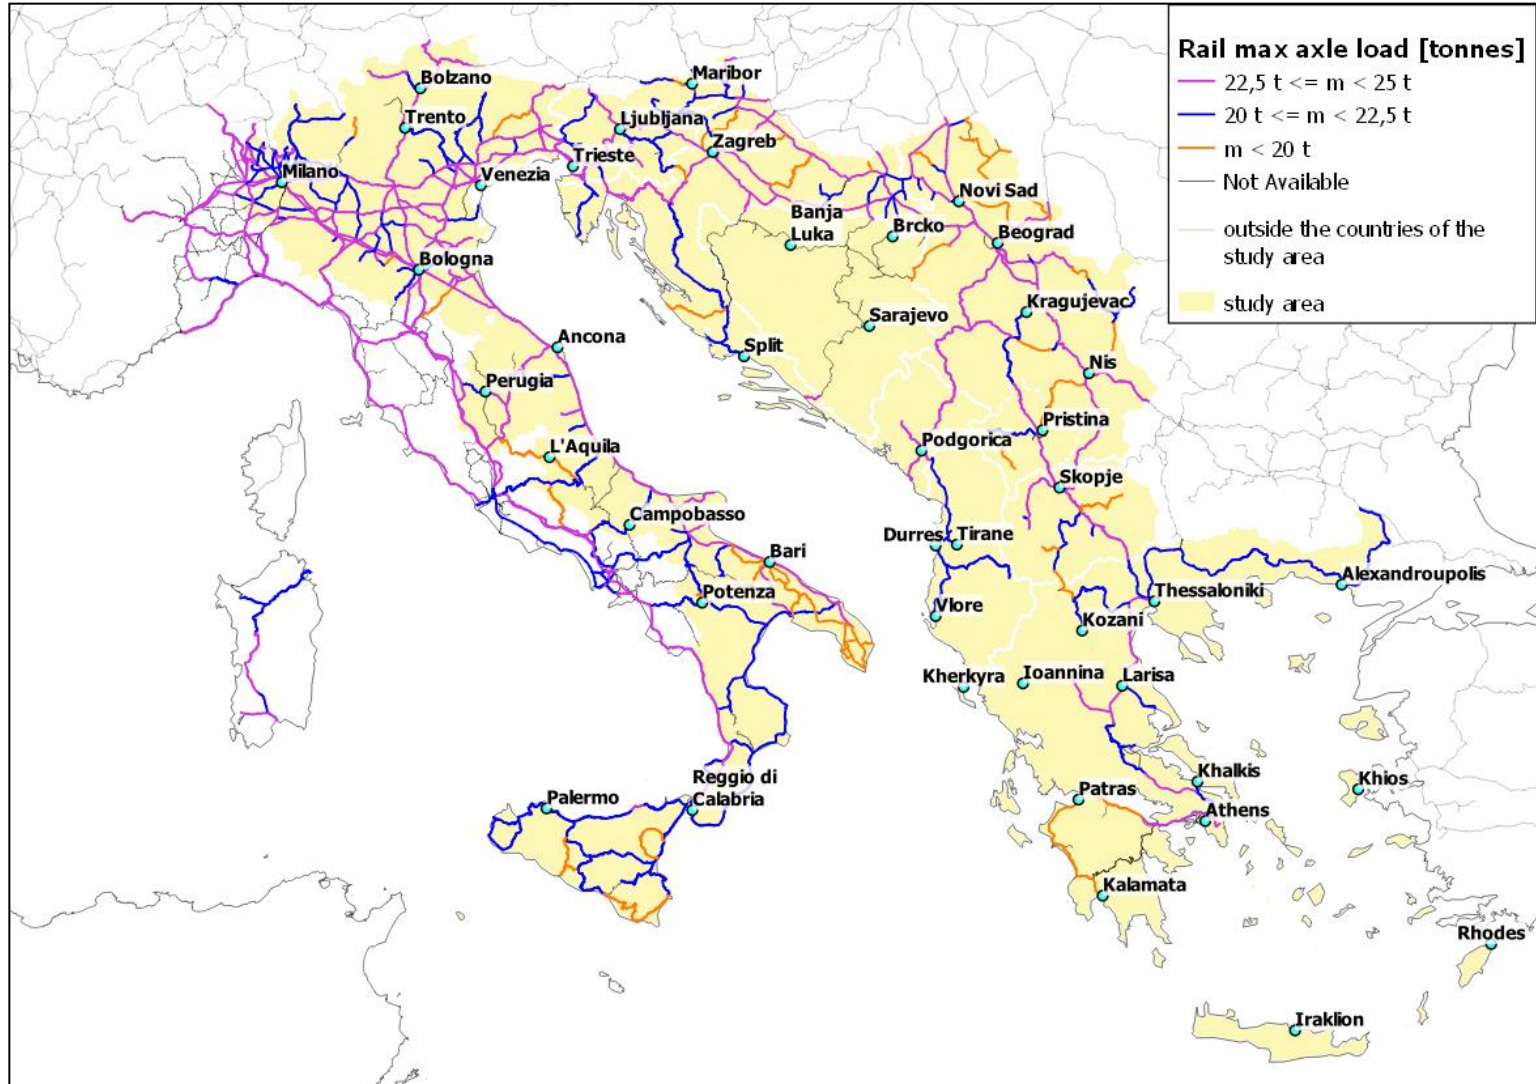 Rail max axle load [tonnes]
22,5 t <= m < 25 t
20 t <= m < 22,5 t
m < 20 t
Not Available
outside the countries of the
study area
study area
Bolzano
Maribor
Trento
Ljubljana
Zagreb
Trieste
Milano
Venezia
Novi Sad
Banja
Luka
Brcko
Beograd
Bologna
Kragujevac
Sarajevo
Ancona
Split
Nis
Perugia
Pristina
Podgorica
L'Aquila
Skopje
Campobasso
Durres
Tirane
Bari
Alexandroupolis
Potenza
Thessaloniki
Vlore
Kozani
Kherkyra
Ioannina
Larisa
Reggio di
Calabria
Khalkis
Khios
Palermo
Patras
Athens
Kalamata
Rhodes
Iraklion